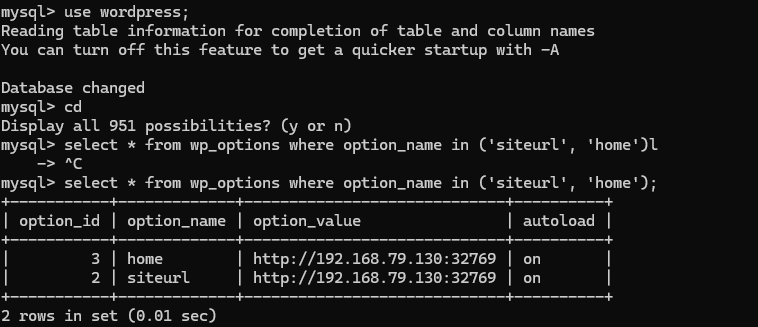 mysql> use wordpress;
Reading table information for completion of table and column names
You can turn off this feature to get a quicker startup with -A

Database changed
mysql> cd
Display all 951 possibilities? (y or n)
mysql> select * from wp_options where option_name in ('siteurl', 'home')l
    -> ^C
mysql> select * from wp_options where option_name in ('siteurl', 'home');
+-----------+-------------+-----------------------------+----------+
| option_id | option_name | option_value                | autoload |
+-----------+-------------+-----------------------------+----------+
|         3 | home        | http://192.168.79.130:32769 | on       |
|         2 | siteurl     | http://192.168.79.130:32769 | on       |
+-----------+-------------+-----------------------------+----------+
2 rows in set (0.01 sec)